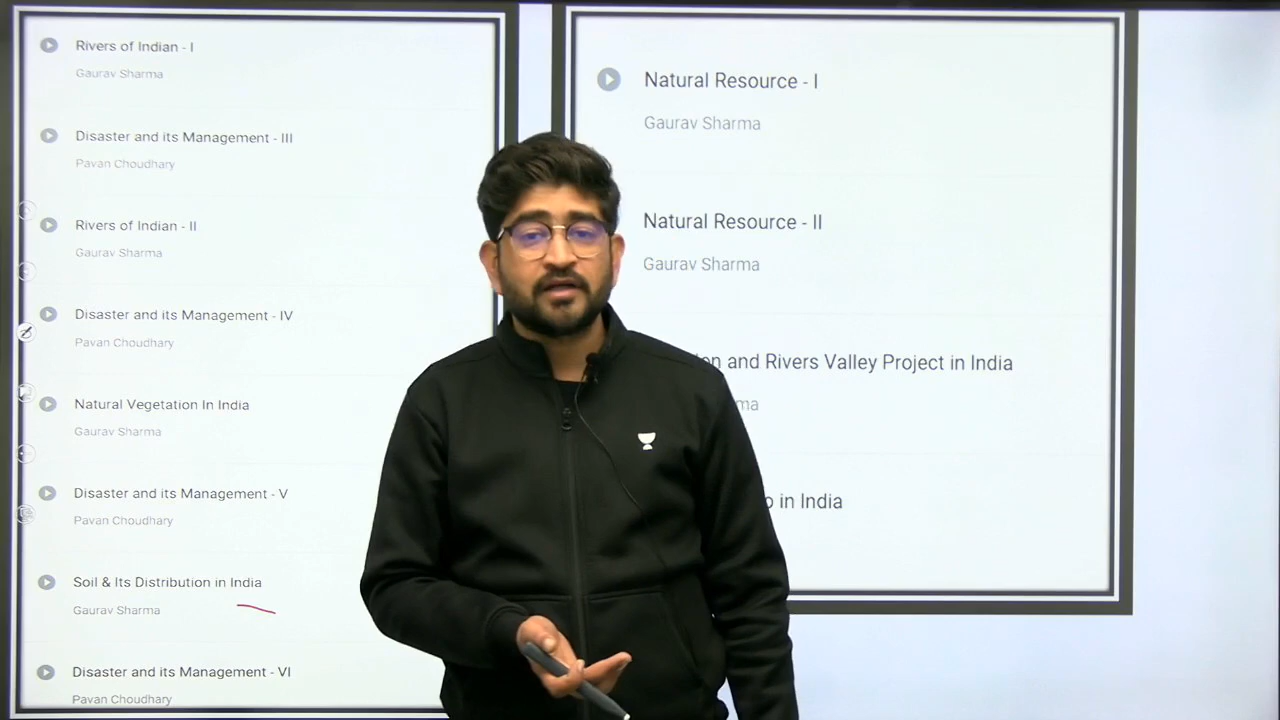 Rivers of Indian - I
Gaurav Sharma
Disaster and its Management - III
Pavan Choudhary
Rivers of Indian - II
Gaurav Sharma
Disaster and its Management - IV
Pavan Choudhary
Natural Vegetation In India
Gaurav Sharma
Disaster and its Management - V
Pavan Choudhary
Soil & Its Distribution in India
Gaurav Sharma
Disaster and its Management - VI
Pavan Choudhary
Natural Resource - I
Gaurav Sharma
Natural Resource - II
Gaurav Sharma
and Rivers Valley Project in India
in India